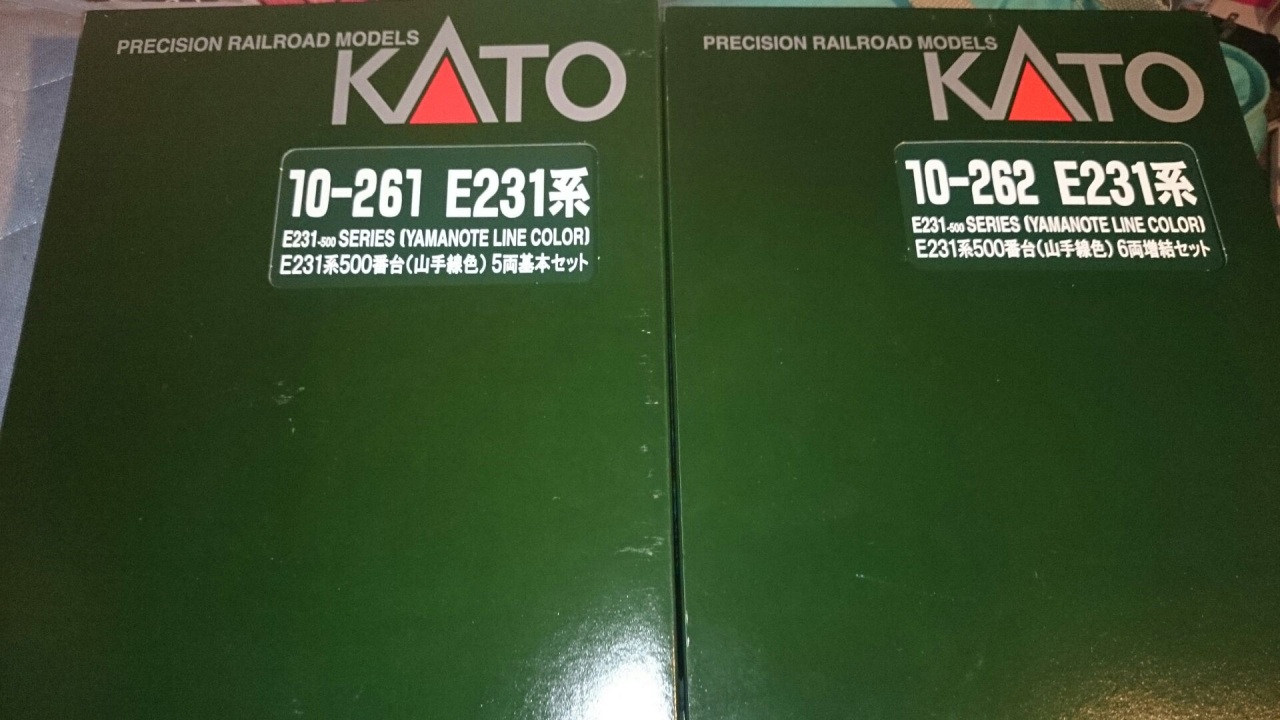 PRECISION RAILROAD MODELS
KATO
10-261 E231系
E231-500 SERIES (YAMANOTE LINE COLOR)
E231系500番台(山手線色) 5両基本セット
PRECISION RAILROAD MODELS
KATO
10-262 E231系
E231-500 SERIES (YAMANOTE LINE COLOR)
E231系500番台(山手線色) 6両増結セット